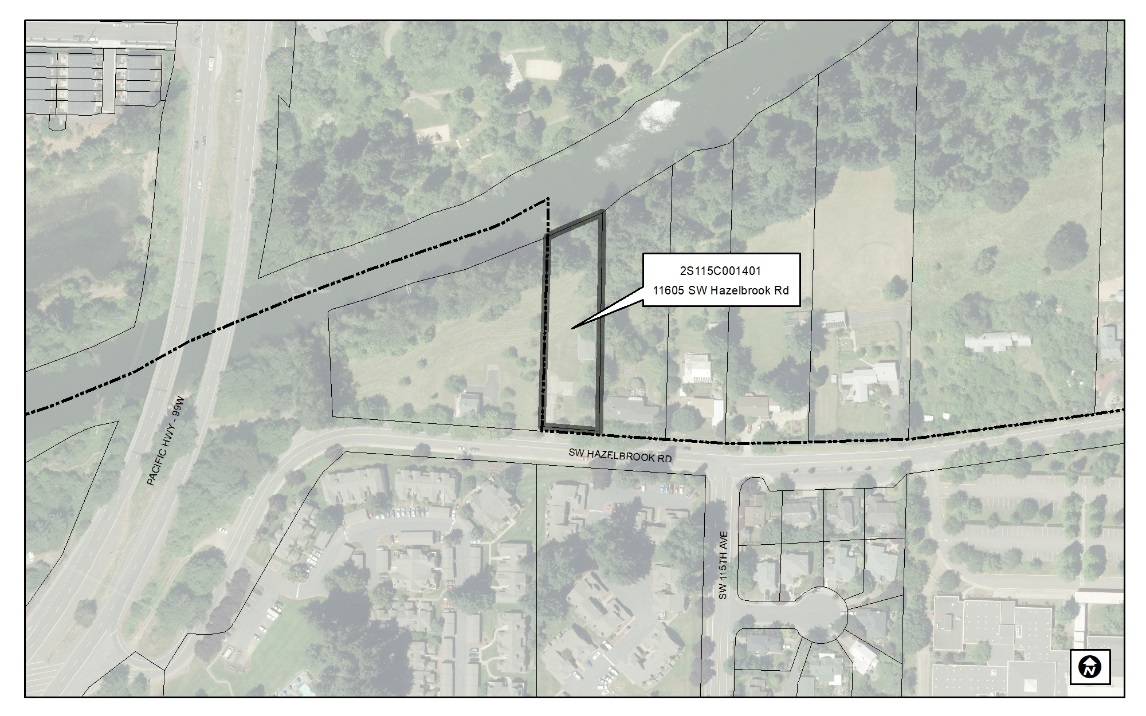 2S115C001401
11605 SW Hazelbrook Rd
PACIFIC HWY - 99W
SW HAZELBROOK RD
SW 115TH AVE
N